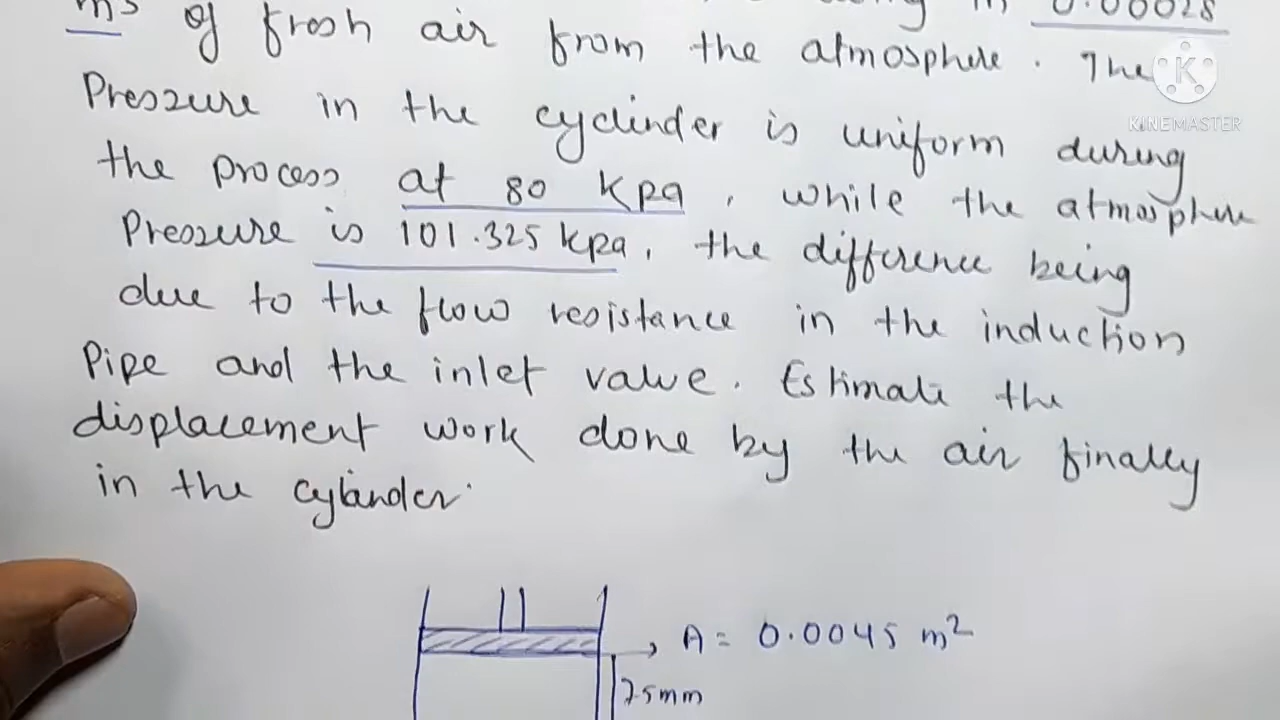 m³ of fresh air from the atmosphere. The
Pressure in the cyclinder is uniform during
the process at 80 kpa, while the atmosphere
Pressure is 101.325 kpa, the difference being
due to the flow resistance in the induction
Pipe and the inlet valve. Estimate the
displacement work done by the air finally
in the cylinder.
A = 0.0045 m²
75mm
K
KINEMASTER